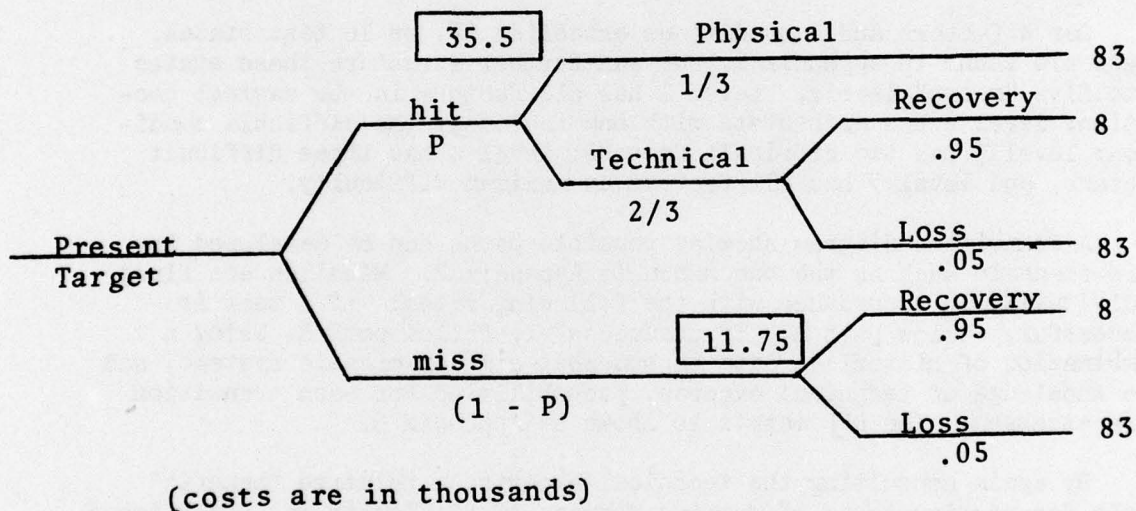 35.5
Physical
83
1/3
hit
P
Recovery
8
.95
Technical
2/3
Loss
83
.05
Present
Target
Recovery
8
.95
11.75
miss
(1 - P)
Loss
83
.05
(costs are in thousands)